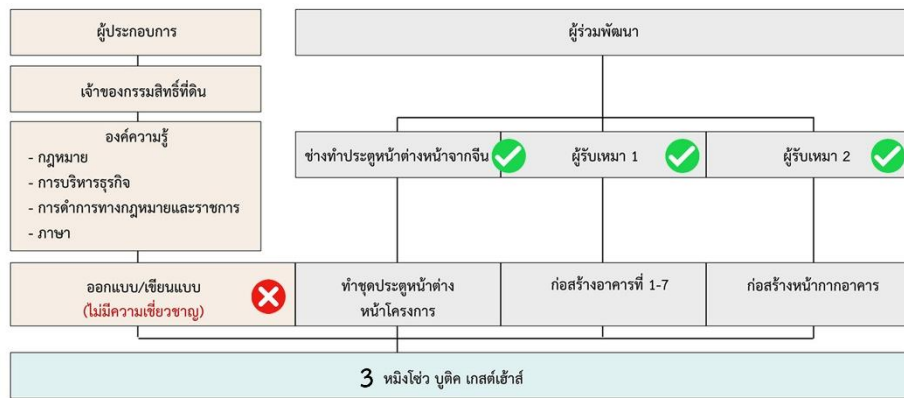 ผู้ประกอบการ
ผู้ร่วมพัฒนา
เจ้าของกรรมสิทธิ์ที่ดิน
องค์ความรู้
- กฎหมาย
- การบริหารธุรกิจ
- การดำการทางกฎหมายและราชการ
- ภาษา
ช่างทำประตูหน้าต่างหน้าจากจีน
ผู้รับเหมา 1
ผู้รับเหมา 2
ออกแบบ/เขียนแบบ
(ไม่มีความเชี่ยวชาญ)
ทำชุดประตูหน้าต่าง
หน้าโครงการ
ก่อสร้างอาคารที่ 1-7
ก่อสร้างหน้ากากอาคาร
3 หมิงโซ่ว บูติค เกสต์เฮ้าส์